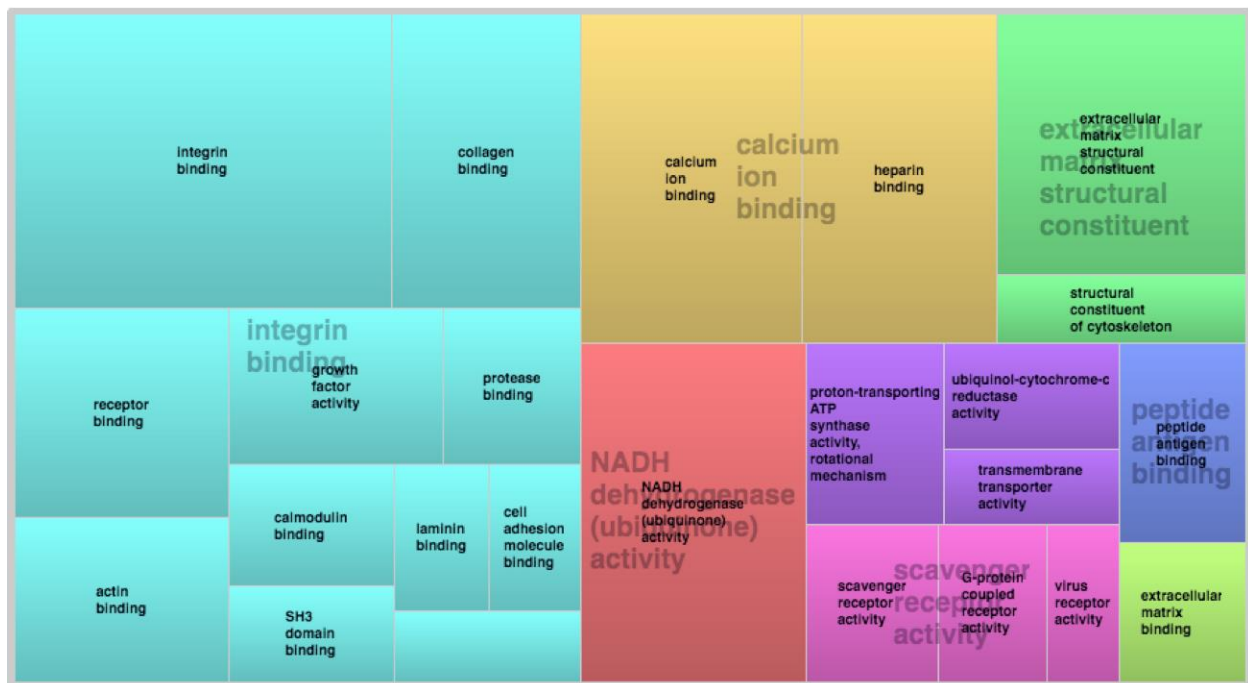 integrin
binding
collagen
binding
calcium
ion
binding
calcium
ion
binding
heparin
binding
extracellular
matrix
structural
constituent
extracellular
matrix
structural
constituent
structural
constituent
of cytoskeleton
receptor
binding
integrin
binding
growth
factor
activity
protease
binding
actin
binding
calmodulin
binding
laminin
binding
cell
adhesion
molecule
binding
SH3
domain
binding
NADH
dehydrogenase
(ubiquinone)
activity
NADH
dehydrogenase
(ubiquinone)
activity
proton-transporting
ATP
synthase
activity,
rotational
mechanism
ubiquinol-cytochrome-c
reductase
activity
transmembrane
transporter
activity
peptide
antigen
binding
peptide
antigen
binding
scavenger
receptor
activity
scavenger
receptor
activity
G-protein
coupled
receptor
activity
virus
receptor
activity
extracellular
matrix
binding